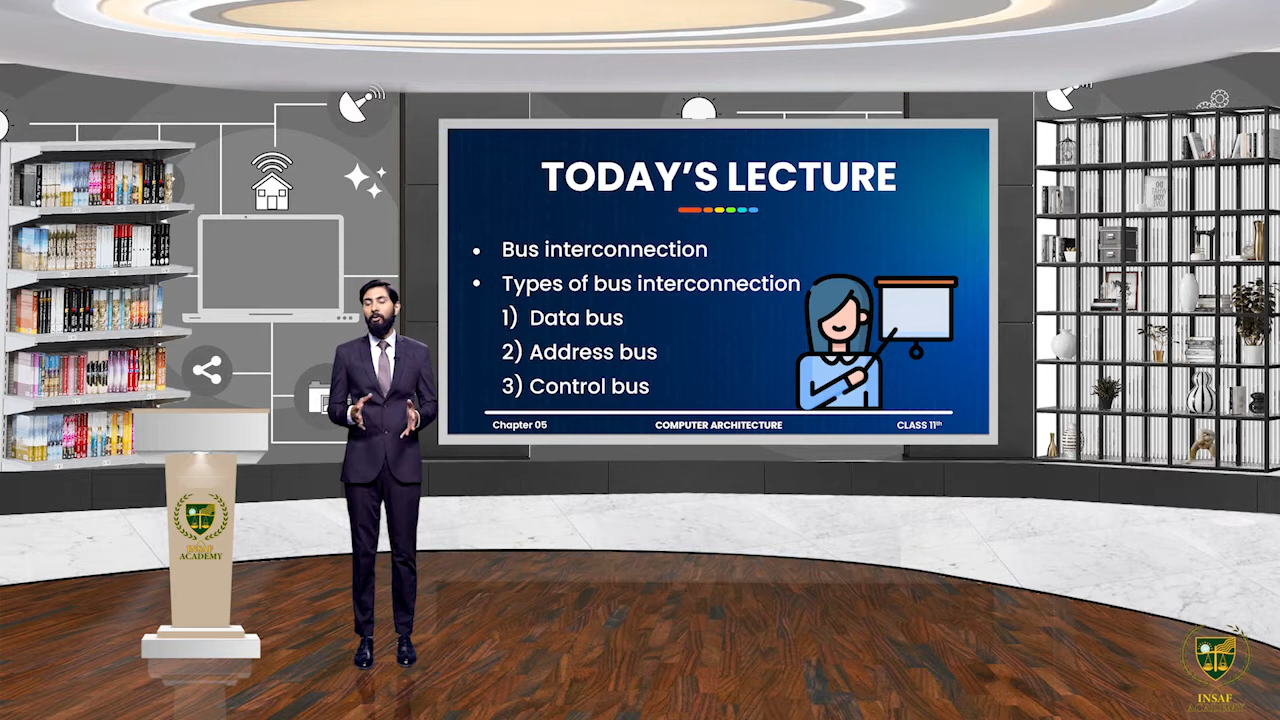 TODAY’S LECTURE
• Bus interconnection
• Types of bus interconnection
1) Data bus
2) Address bus
3) Control bus
Chapter 05 COMPUTER ARCHITECTURE CLASS 11th
INSAF
ACADEMY
INSAF
ACADEMY